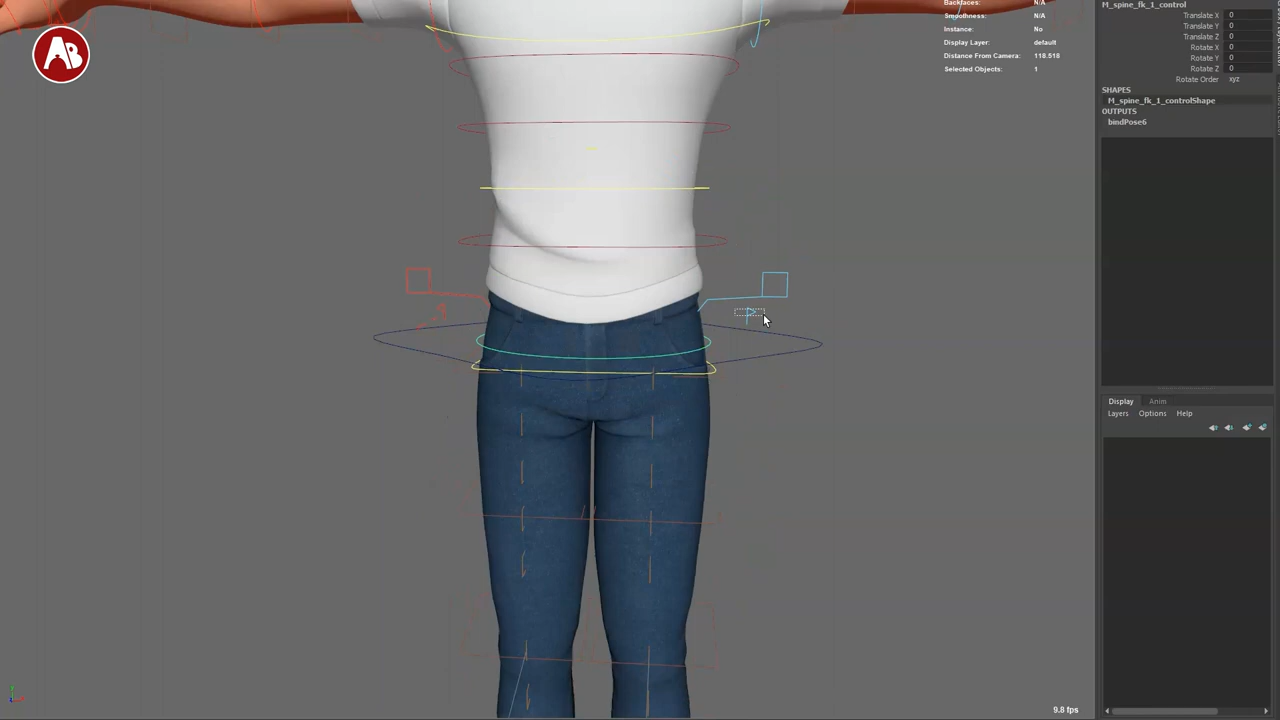 AB
Backfaces: N/A
Smoothness: N/A
Instance: No
Display Layer: default
Distance From Camera: 118.518
Selected Objects: 1
M_spine_fk_1_control
Translate X 0
Translate Y 0
Translate Z 0
Rotate X 0
Rotate Y 0
Rotate Z 0
Rotate Order xyz
SHAPES
M_spine_fk_1_controlShape
OUTPUTS
bindPose6
Display Anim
Layers Options Help
9.8 fps